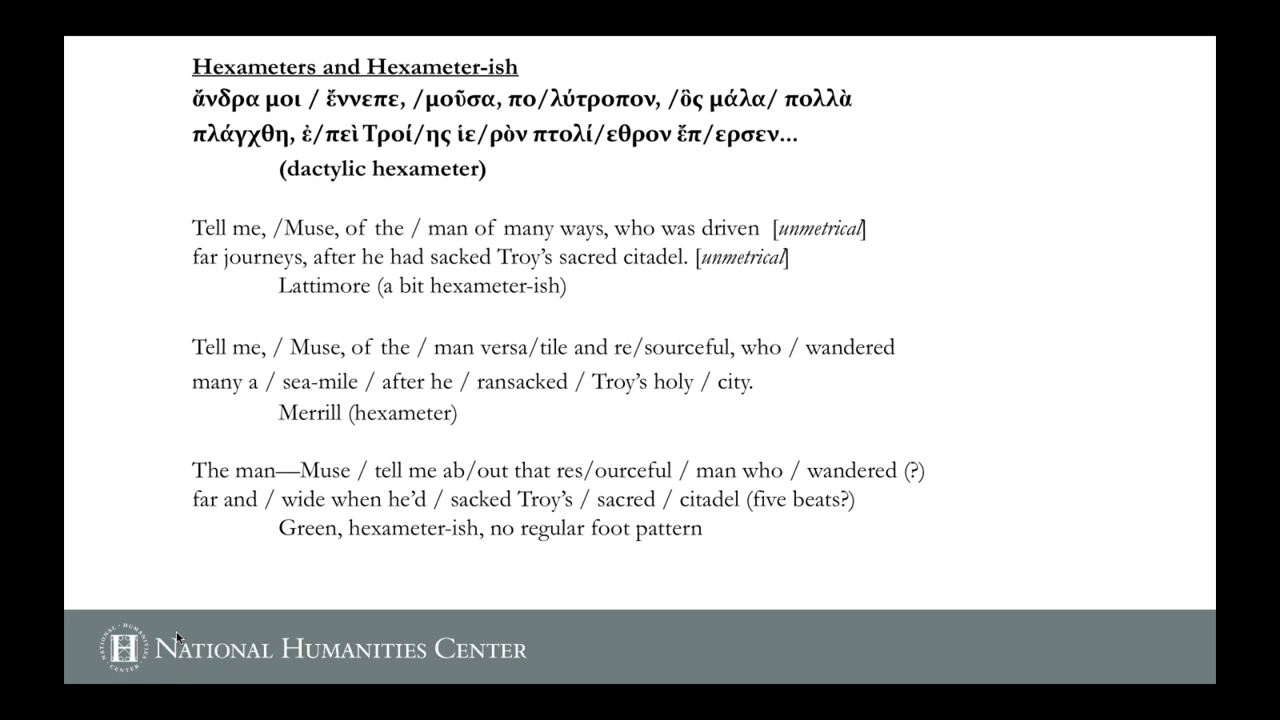 Hexameters and Hexameter-ish
ἄνδρα μοι / ἔννεπε, /μοῦσα, πο/λύτροπον, /ὃς μάλα/ πολλὰ
πλάγχθη, ἐ/πεὶ Τροί/ης ἱε/ρὸν πτολί/εθρον ἔπ/ερσεν...
(dactylic hexameter)
Tell me, /Muse, of the / man of many ways, who was driven [unmetrical]
far journeys, after he had sacked Troy’s sacred citadel. [unmetrical]
Lattimore (a bit hexameter-ish)
Tell me, / Muse, of the / man versa/tile and re/sourceful, who / wandered
many a / sea-mile / after he / ransacked / Troy’s holy / city.
Merrill (hexameter)
The man—Muse / tell me ab/out that res/ourceful / man who / wandered (?)
far and / wide when he’d / sacked Troy’s / sacred / citadel (five beats?)
Green, hexameter-ish, no regular foot pattern
NATIONAL HUMANITIES CENTER
NATIONAL HUMANITIES CENTER